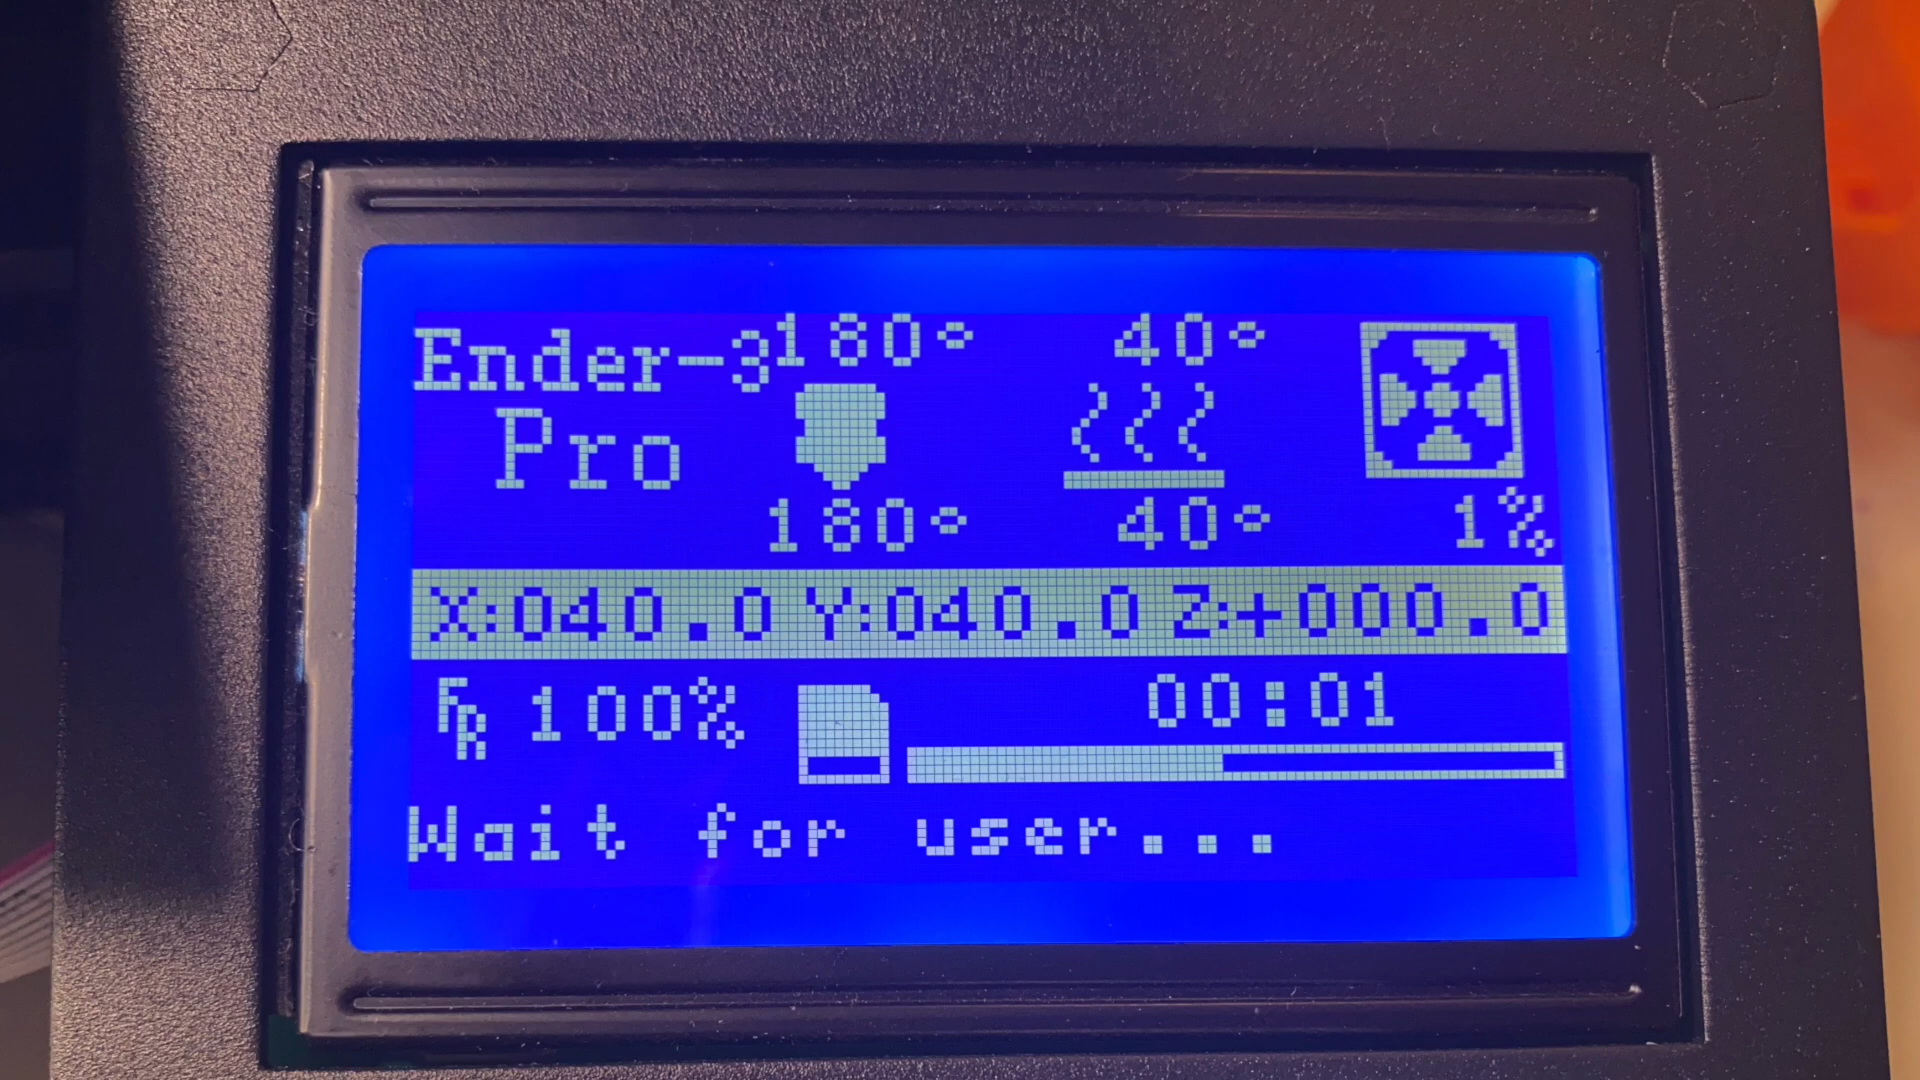 Ender-3 180° 40°
Pro
180° 40° 1%
X:040.0 Y:040.0 Z:+000.0
FR 100% 00:01
Wait for user...